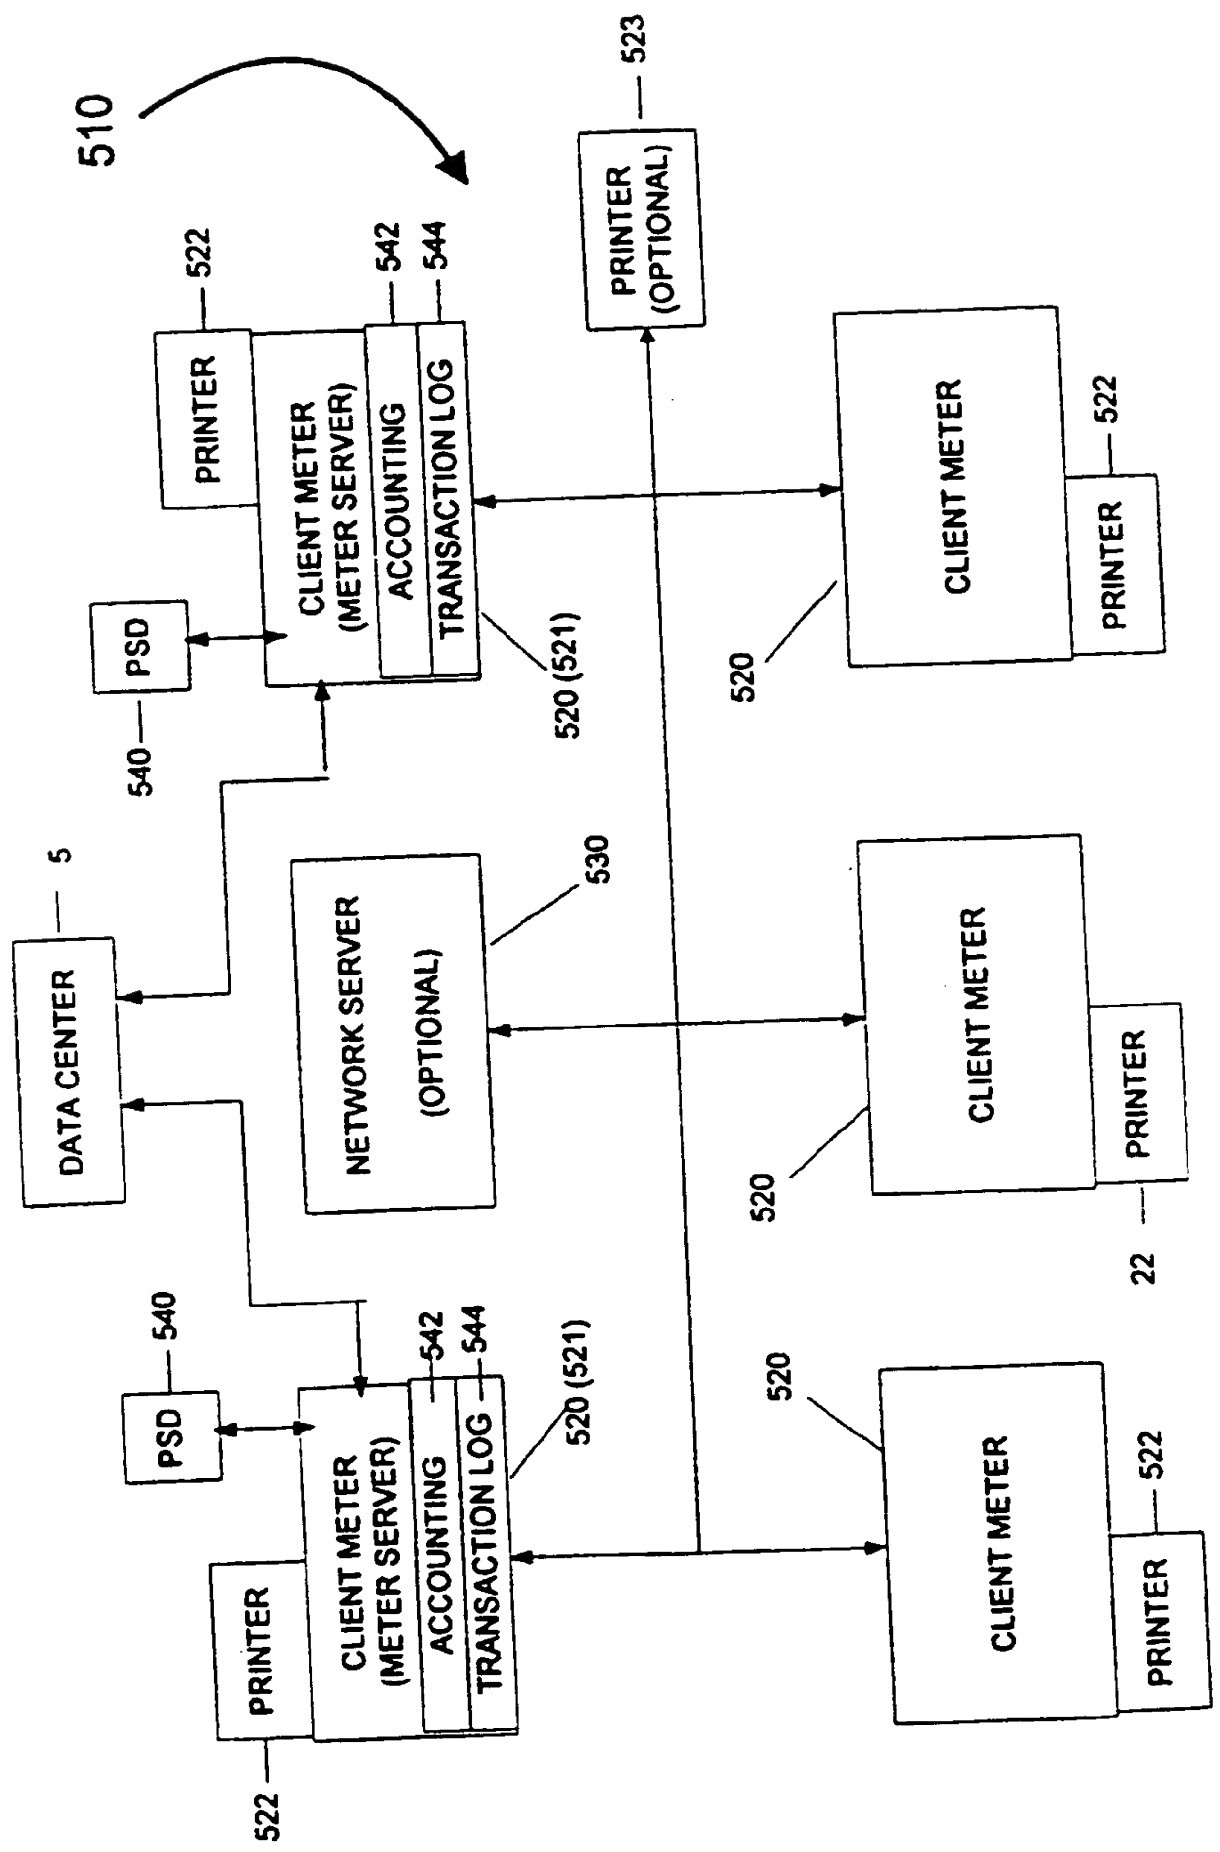 DATA CENTER
5
510
PSD
540
540
PSD
522
PRINTER
PRINTER
522
CLIENT METER
(METER SERVER)
ACCOUNTING
542
TRANSACTION LOG
544
520 (521)
NETWORK SERVER
(OPTIONAL)
530
CLIENT METER
(METER SERVER)
ACCOUNTING
542
TRANSACTION LOG
544
520 (521)
PRINTER
(OPTIONAL)
523
520
520
520
CLIENT METER
CLIENT METER
CLIENT METER
PRINTER
522
22
PRINTER
PRINTER
522